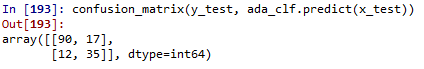 In [193]: confusion_matrix(y_test, ada_clf.predict(x_test))
Out[193]:
array([[90, 17],
       [12, 35]], dtype=int64)